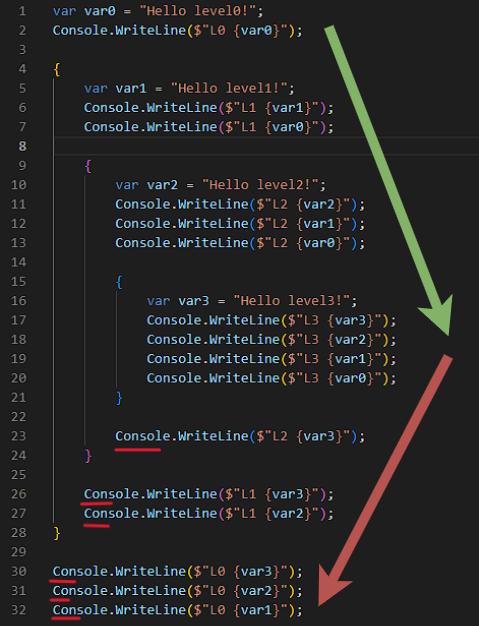 1 var var0 = "Hello level0!";
2 Console.WriteLine($"L0 {var0}");
3
4 {
5 var var1 = "Hello level1!";
6 Console.WriteLine($"L1 {var1}");
7 Console.WriteLine($"L1 {var0}");
8
9 {
10 var var2 = "Hello level2!";
11 Console.WriteLine($"L2 {var2}");
12 Console.WriteLine($"L2 {var1}");
13 Console.WriteLine($"L2 {var0}");
14
15 {
16 var var3 = "Hello level3!";
17 Console.WriteLine($"L3 {var3}");
18 Console.WriteLine($"L3 {var2}");
19 Console.WriteLine($"L3 {var1}");
20 Console.WriteLine($"L3 {var0}");
21 }
22
23 Console.WriteLine($"L2 {var3}");
24 }
25
26 Console.WriteLine($"L1 {var3}");
27 Console.WriteLine($"L1 {var2}");
28 }
29
30 Console.WriteLine($"L0 {var3}");
31 Console.WriteLine($"L0 {var2}");
32 Console.WriteLine($"L0 {var1}");